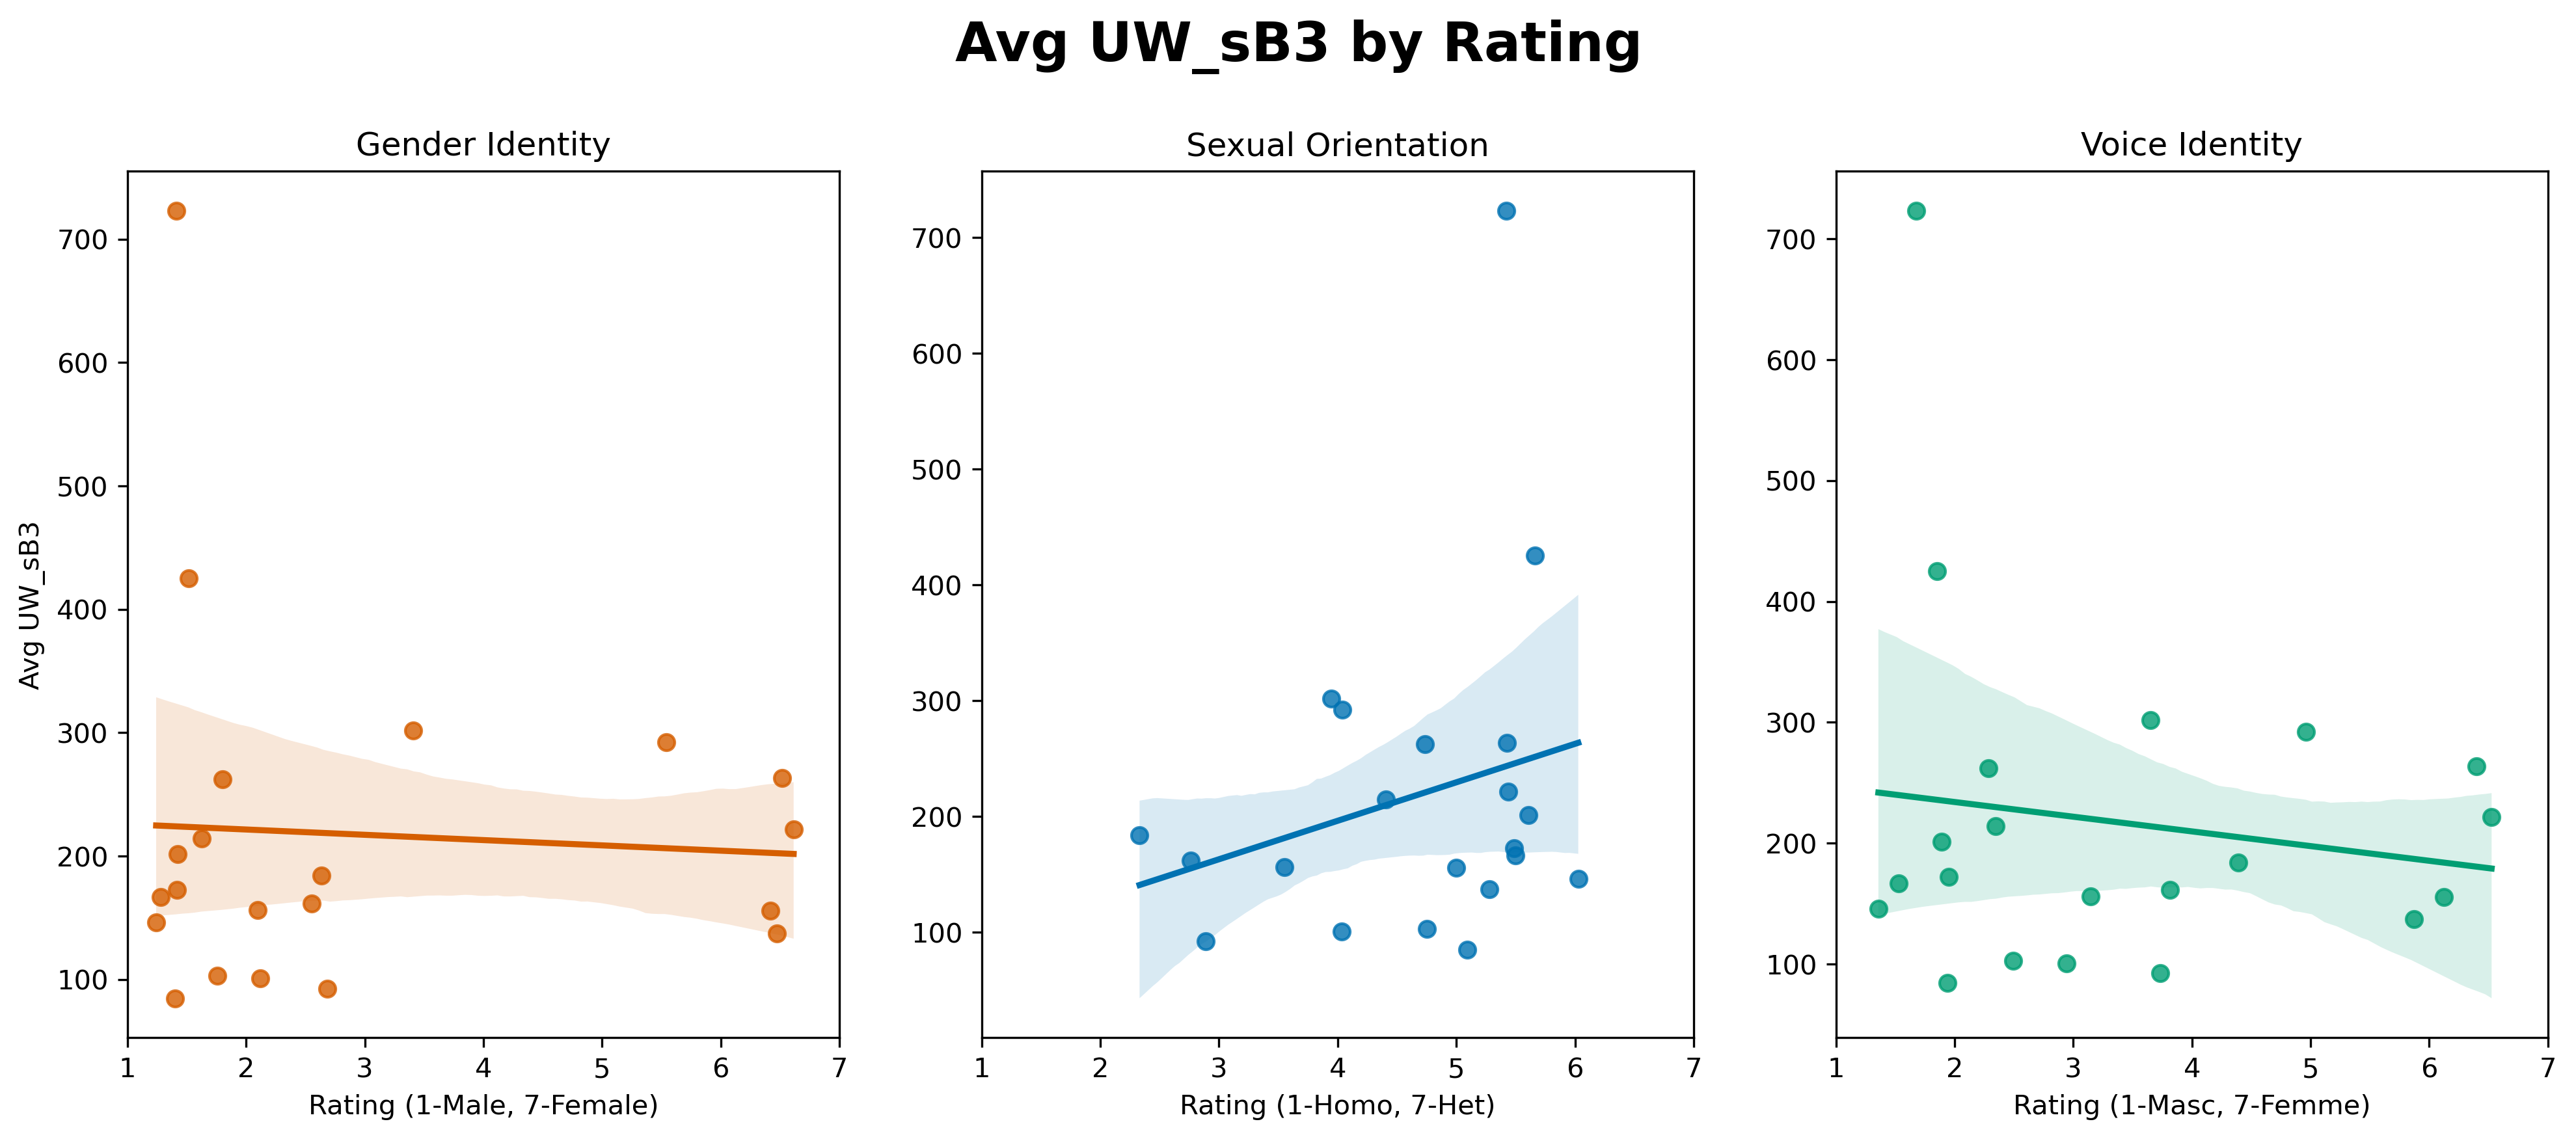 Avg UW_sB3 by Rating
Gender Identity
Sexual Orientation
Voice Identity
Avg UW_sB3
700
600
500
400
300
200
100
1 2 3 4 5 6 7
Rating (1-Male, 7-Female)
700
600
500
400
300
200
100
1 2 3 4 5 6 7
Rating (1-Homo, 7-Het)
700
600
500
400
300
200
100
1 2 3 4 5 6 7
Rating (1-Masc, 7-Femme)